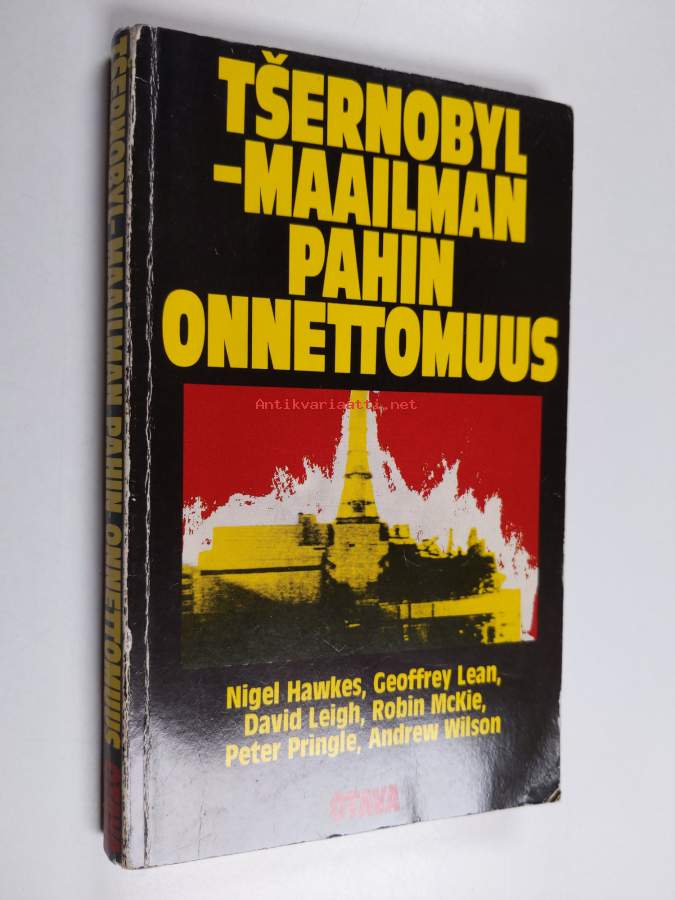 TŠERNOBYL
–MAAILMAN
PAHIN
ONNETTOMUUS
Antikvariaatti.net
Nigel Hawkes, Geoffrey Lean,
David Leigh, Robin McKie,
Peter Pringle, Andrew Wilson
OTAVA
TŠERNOBYL–MAAILMAN PAHIN ONNETTOMUUS